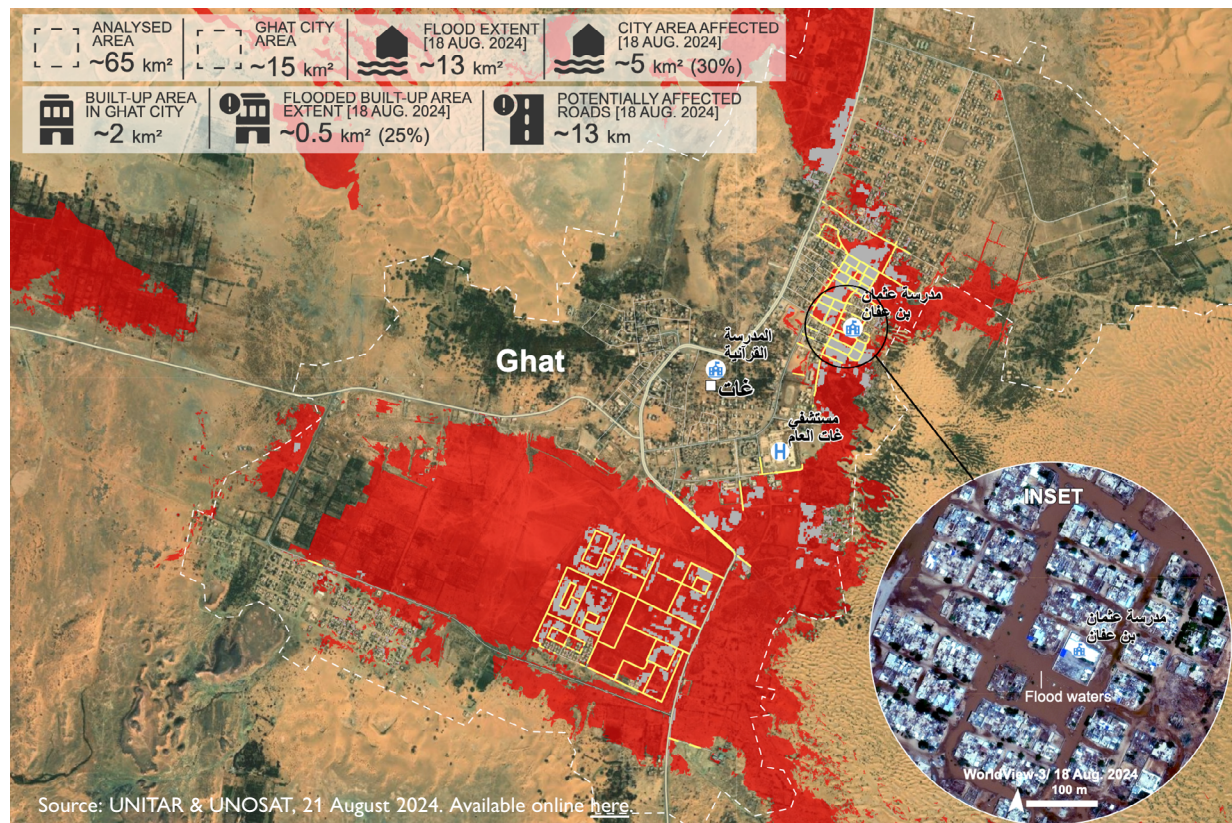 ANALYSED
AREA
~65 km²
GHAT CITY
AREA
~15 km²
FLOOD EXTENT
[18 AUG. 2024]
~13 km²
CITY AREA AFFECTED
[18 AUG. 2024]
~5 km² (30%)
BUILT-UP AREA
IN GHAT CITY
~2 km²
FLOODED BUILT-UP AREA
EXTENT [18 AUG. 2024]
~0.5 km² (25%)
POTENTIALLY AFFECTED
ROADS [18 AUG. 2024]
~13 km
مدرسة عثمان
بن عفان
المدرسة
القرآنية
Ghat
غات
مستشفي
غات العام
H
INSET
مدرسة عثمان
بن عفان
Flood waters
WorldView-3/ 18 Aug. 2024
100 m
Source: UNITAR & UNOSAT, 21 August 2024. Available online here.